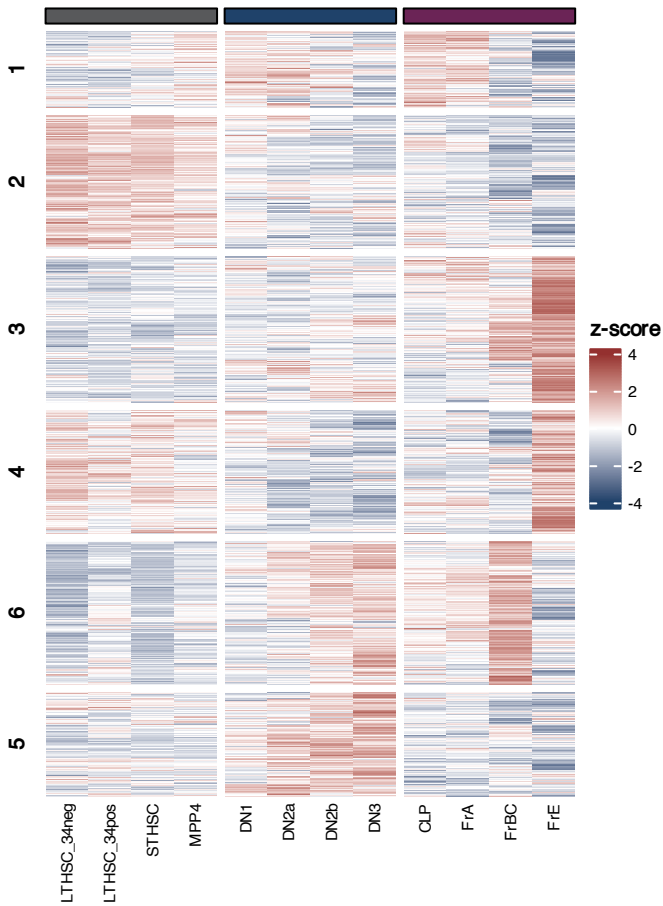 1
2
3
4
6
5
z-score
4
2
0
-2
-4
LTHSC_34neg
LTHSC_34pos
STHSC
MPP4
DN1
DN2a
DN2b
DN3
CLP
FrA
FrBC
FrE